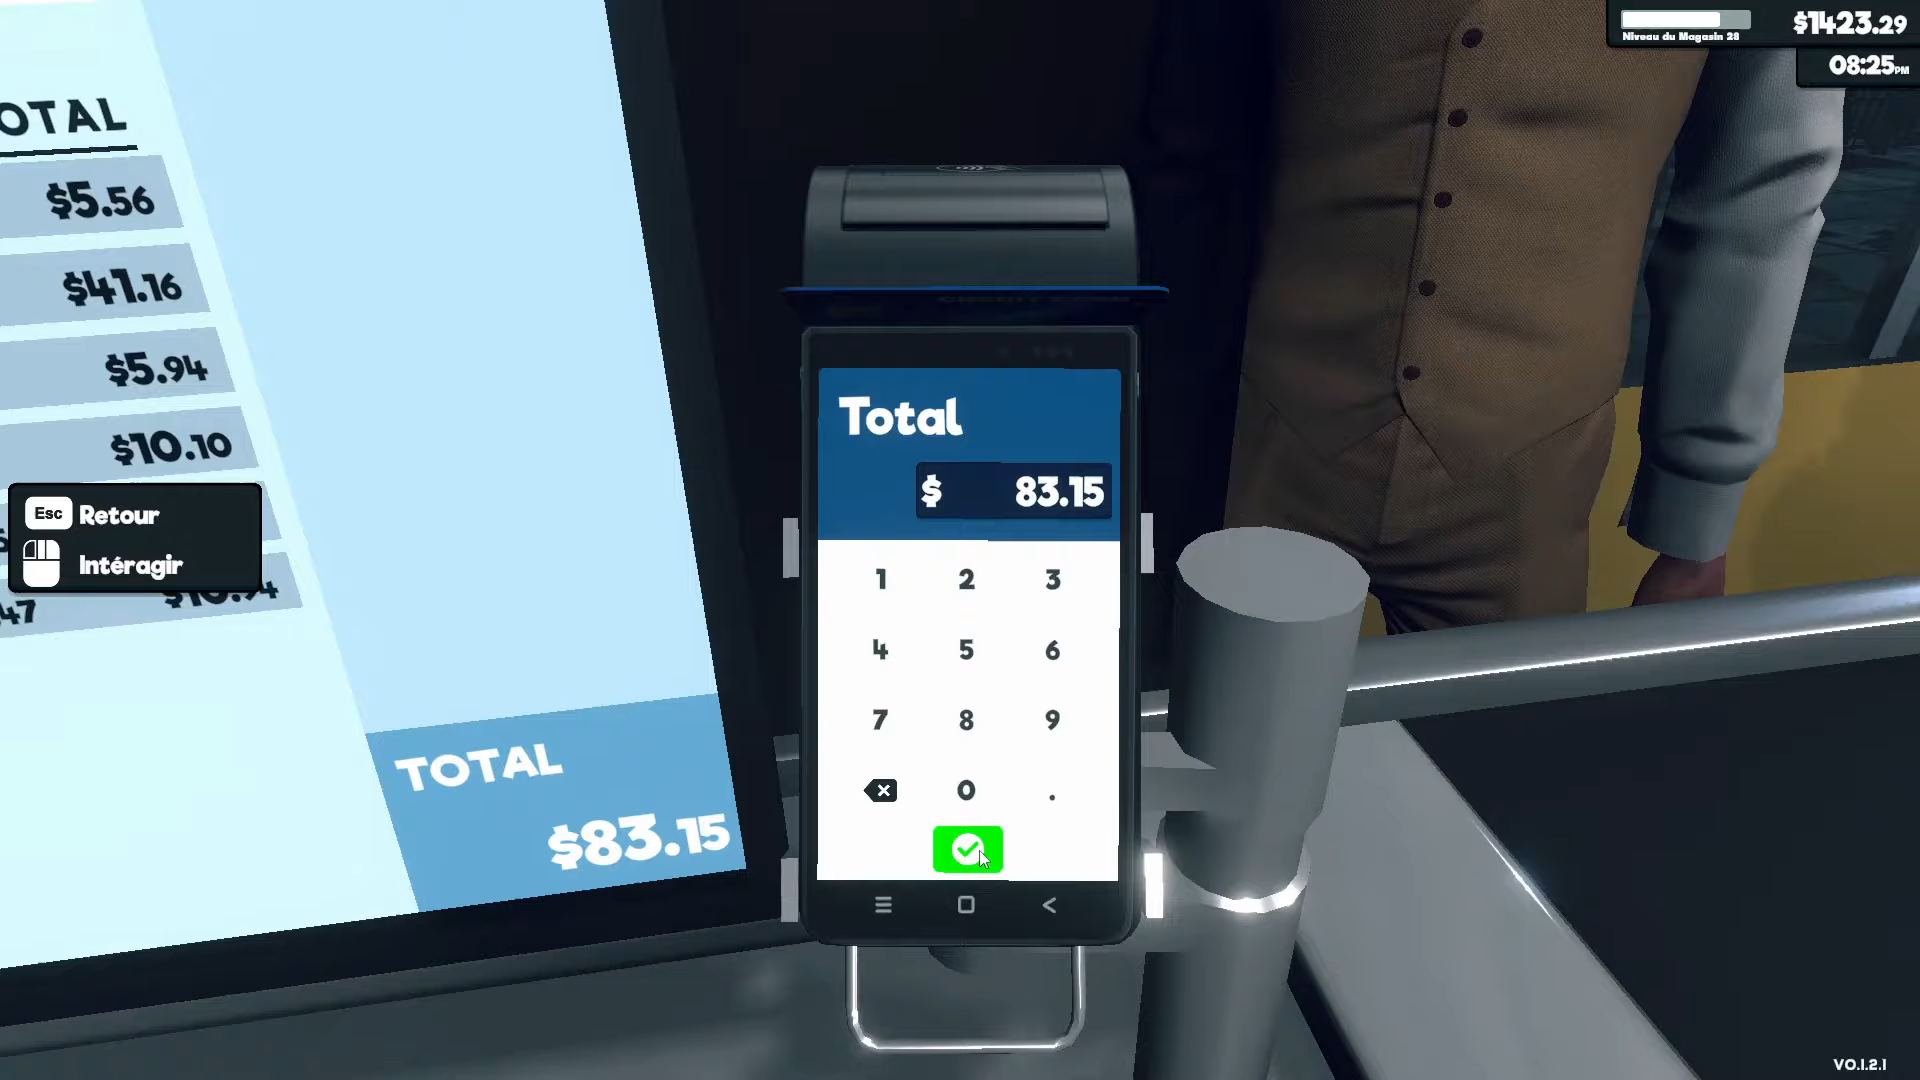 Niveau du Magasin 28
$1423.29
08:25PM
OTAL
$5.56
$41.16
$5.94
$10.10
47
TOTAL
$83.15
Esc Retour
Intéragir
Total
$ 83.15
1 2 3
4 5 6
7 8 9
0 .
V0.1.2.1